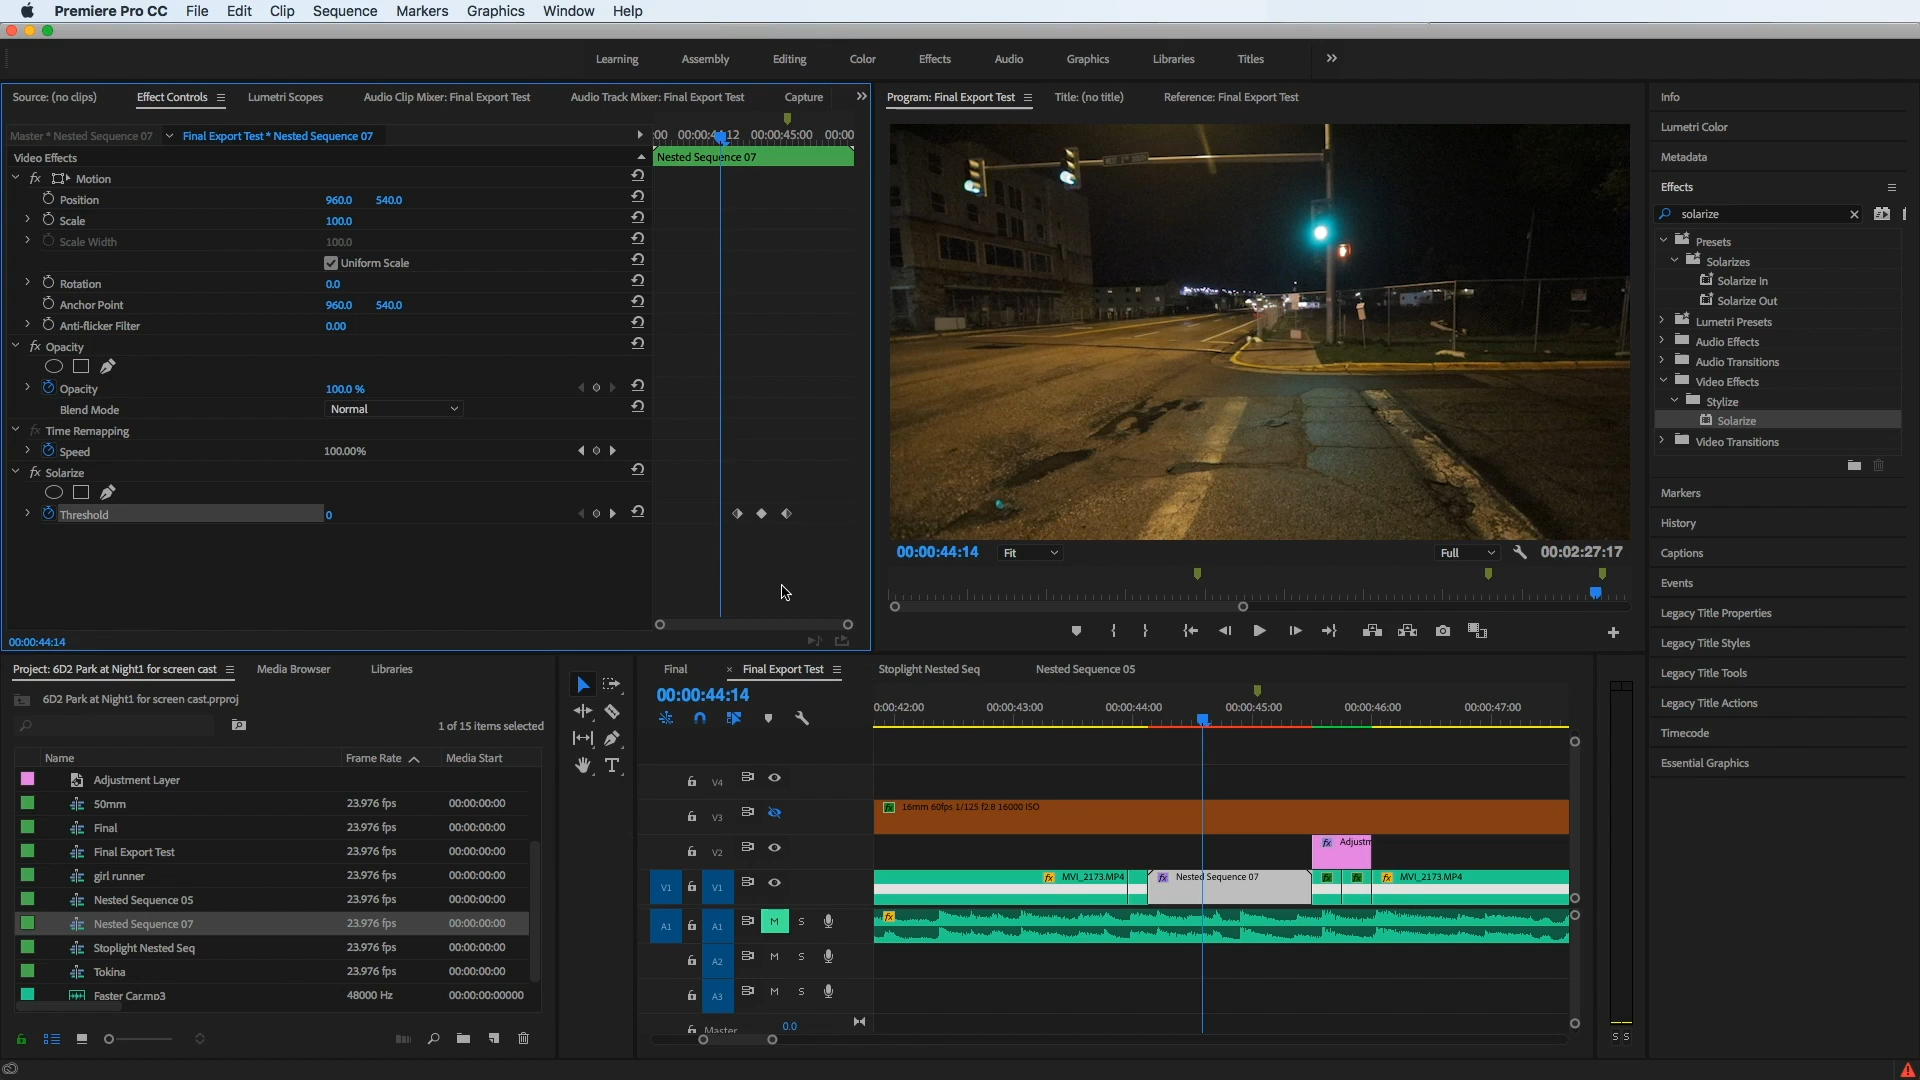 Premiere Pro CC File Edit Clip Sequence Markers Graphics Window Help
Learning Assembly Editing Color Effects Audio Graphics Libraries Titles
Source: (no clips) Effect Controls Lumetri Scopes Audio Clip Mixer: Final Export Test Audio Track Mixer: Final Export Test Capture
Master * Nested Sequence 07 Final Export Test * Nested Sequence 07
:00 00:00:44:12 00:00:45:00 00:00
Video Effects
Nested Sequence 07
fx Motion
Position 960.0 540.0
Scale 100.0
Scale Width 100.0
Uniform Scale
Rotation 0.0
Anchor Point 960.0 540.0
Anti-flicker Filter 0.00
fx Opacity
Opacity 100.0 %
Blend Mode Normal
fx Time Remapping
Speed 100.00%
fx Solarize
Threshold 0
00:00:44:14
Program: Final Export Test Title: (no title) Reference: Final Export Test
00:00:44:14 Fit Full 00:02:27:17
Info
Lumetri Color
Metadata
Effects
solarize
Presets
Solarizes
Solarize In
Solarize Out
Lumetri Presets
Audio Effects
Audio Transitions
Video Effects
Stylize
Solarize
Video Transitions
Markers
History
Captions
Events
Legacy Title Properties
Legacy Title Styles
Legacy Title Tools
Legacy Title Actions
Timecode
Essential Graphics
Project: 6D2 Park at Night1 for screen cast Media Browser Libraries
6D2 Park at Night1 for screen cast.prproj
1 of 15 items selected
Name Frame Rate Media Start
Adjustment Layer
50mm 23.976 fps 00:00:00:00
Final 23.976 fps 00:00:00:00
Final Export Test 23.976 fps 00:00:00:00
girl runner 23.976 fps 00:00:00:00
Nested Sequence 05 23.976 fps 00:00:00:00
Nested Sequence 07 23.976 fps 00:00:00:00
Stoplight Nested Seq 23.976 fps 00:00:00:00
Tokina 23.976 fps 00:00:00:00
Faster Car.mp3 48000 Hz 00:00:00:00000
Final × Final Export Test Stoplight Nested Seq Nested Sequence 05
00:00:44:14
0:00:42:00 00:00:43:00 00:00:44:00 00:00:45:00 00:00:46:00 00:00:47:00
V4
V3 fx 16mm 60fps 1/125 f2.8 16000 ISO
V2 fx Adjustm
V1 V1 fx MVI_2173.MP4 fx Nested Sequence 07 fx fx fx MVI_2173.MP4
A1 A1 M S fx
A2 M S
A3 M S
Master 0.0
S S